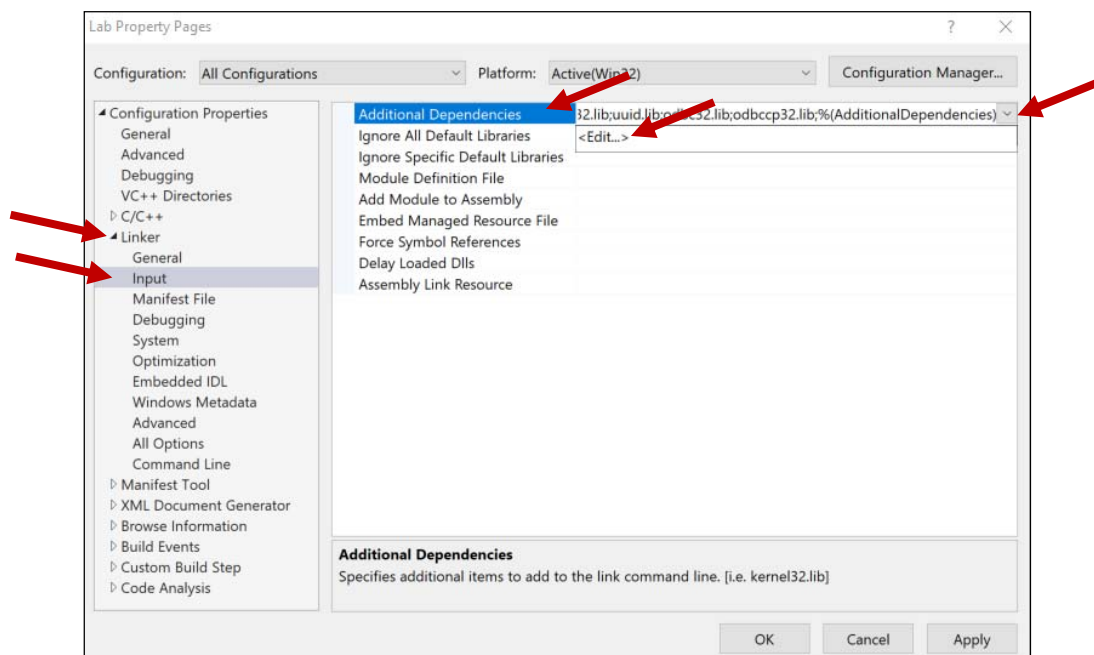 Lab Property Pages
?
Configuration: All Configurations Platform: Active(Win32) Configuration Manager...
Configuration Properties
General
Advanced
Debugging
VC++ Directories
C/C++
Linker
General
Input
Manifest File
Debugging
System
Optimization
Embedded IDL
Windows Metadata
Advanced
All Options
Command Line
Manifest Tool
XML Document Generator
Browse Information
Build Events
Custom Build Step
Code Analysis
Additional Dependencies 32.lib;uuid.lib;odbc32.lib;odbccp32.lib;%(AdditionalDependencies)
Ignore All Default Libraries <Edit...>
Ignore Specific Default Libraries
Module Definition File
Add Module to Assembly
Embed Managed Resource File
Force Symbol References
Delay Loaded Dlls
Assembly Link Resource
Additional Dependencies
Specifies additional items to add to the link command line. [i.e. kernel32.lib]
OK Cancel Apply